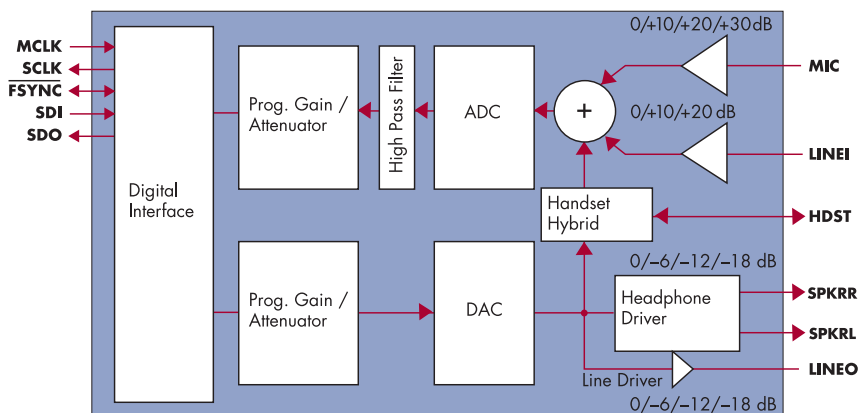 0/+10/+20/+30dB
MCLK
SCLK
FSYNC
SDI
SDO
Digital
Interface
Prog. Gain /
Attenuator
High Pass Filter
ADC
+
MIC
0/+10/+20 dB
LINEI
Handset
Hybrid
HDST
0/–6/–12/–18 dB
Prog. Gain /
Attenuator
DAC
Headphone
Driver
SPKRR
SPKRL
Line Driver
LINEO
0/–6/–12/–18 dB